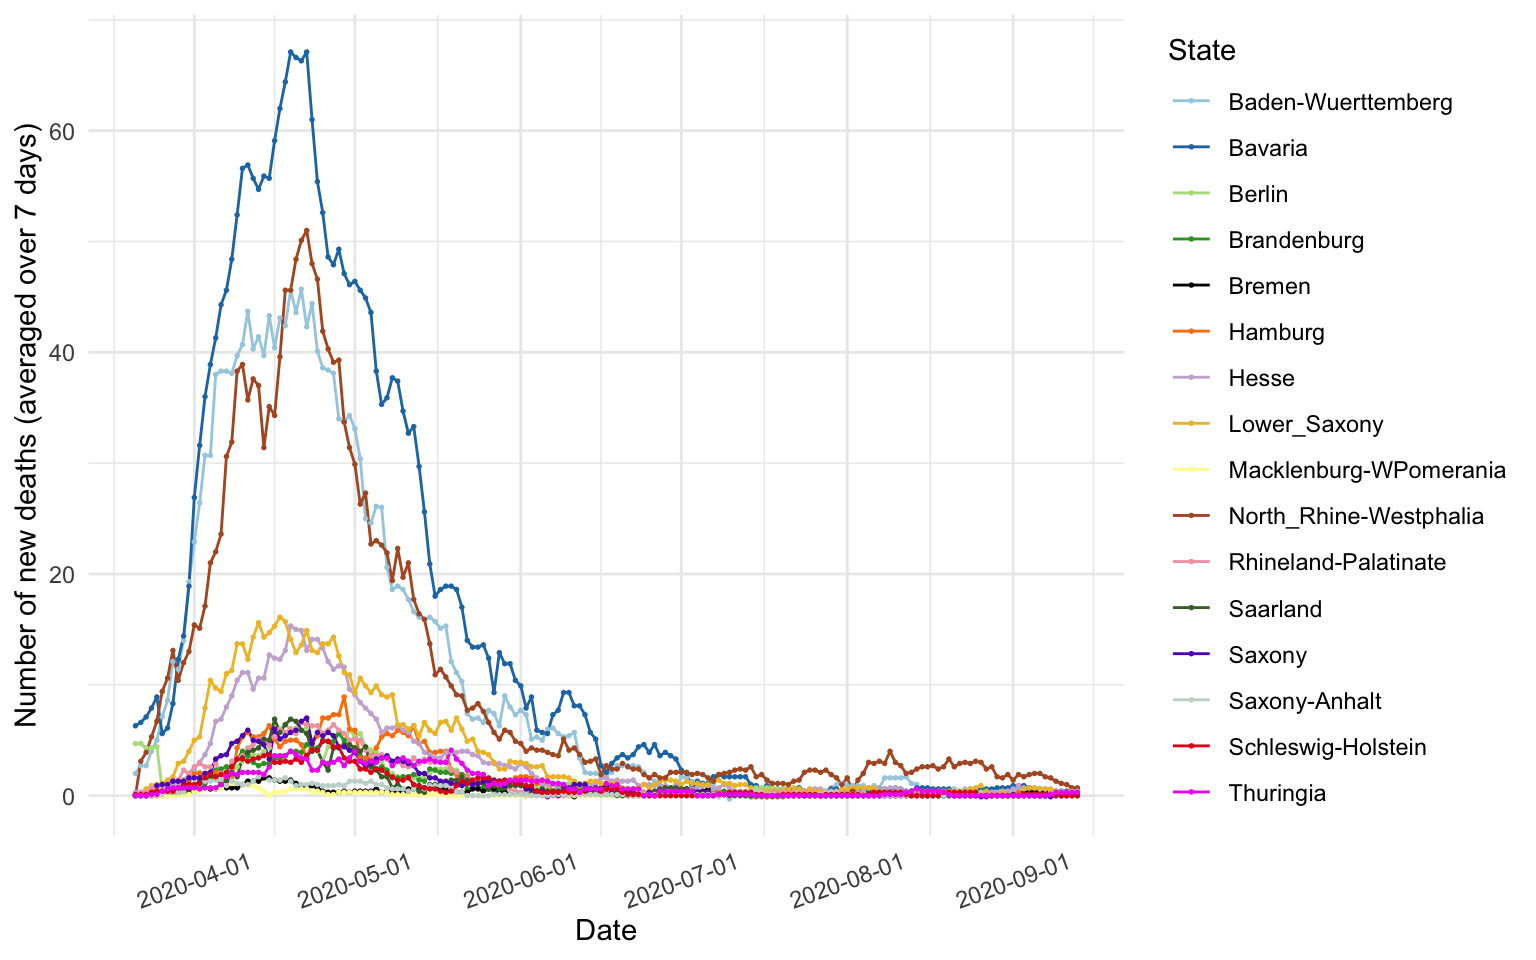 Number of new deaths (averaged over 7 days)
60
40
20
0
2020-04-01
2020-05-01
2020-06-01
2020-07-01
2020-08-01
2020-09-01
Date
State
Baden-Wuerttemberg
Bavaria
Berlin
Brandenburg
Bremen
Hamburg
Hesse
Lower_Saxony
Macklenburg-WPomerania
North_Rhine-Westphalia
Rhineland-Palatinate
Saarland
Saxony
Saxony-Anhalt
Schleswig-Holstein
Thuringia